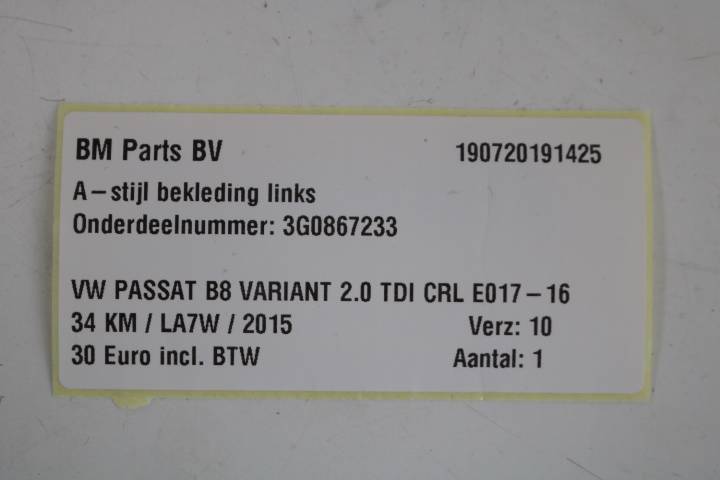 BM Parts BV 190720191425
A-stijl bekleding links
Onderdeelnummer: 3G0867233
VW PASSAT B8 VARIANT 2.0 TDI CRL E017-16
34 KM / LA7W / 2015 Verz: 10
30 Euro incl. BTW Aantal: 1